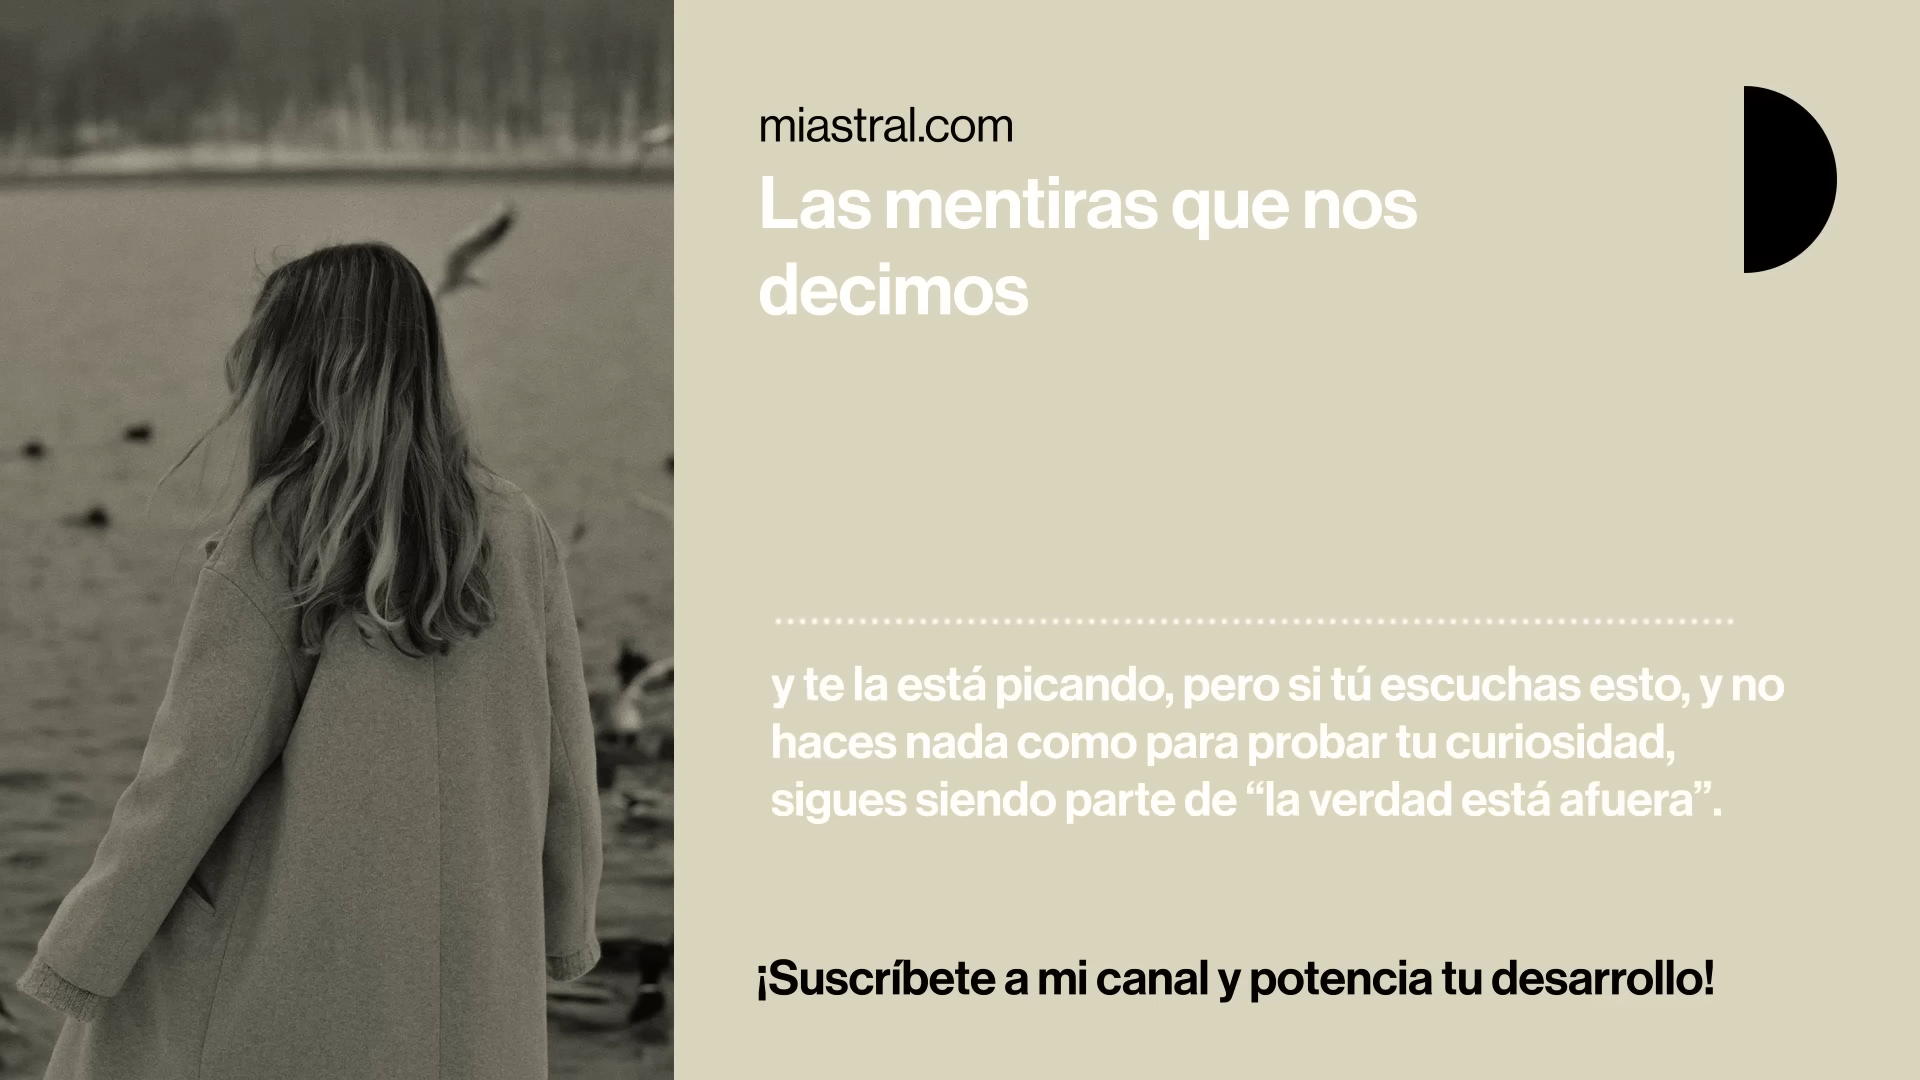 miastral.com
Las mentiras que nos
decimos
y te la está picando, pero si tú escuchas esto, y no
haces nada como para probar tu curiosidad,
sigues siendo parte de “la verdad está afuera”.
¡Suscríbete a mi canal y potencia tu desarrollo!